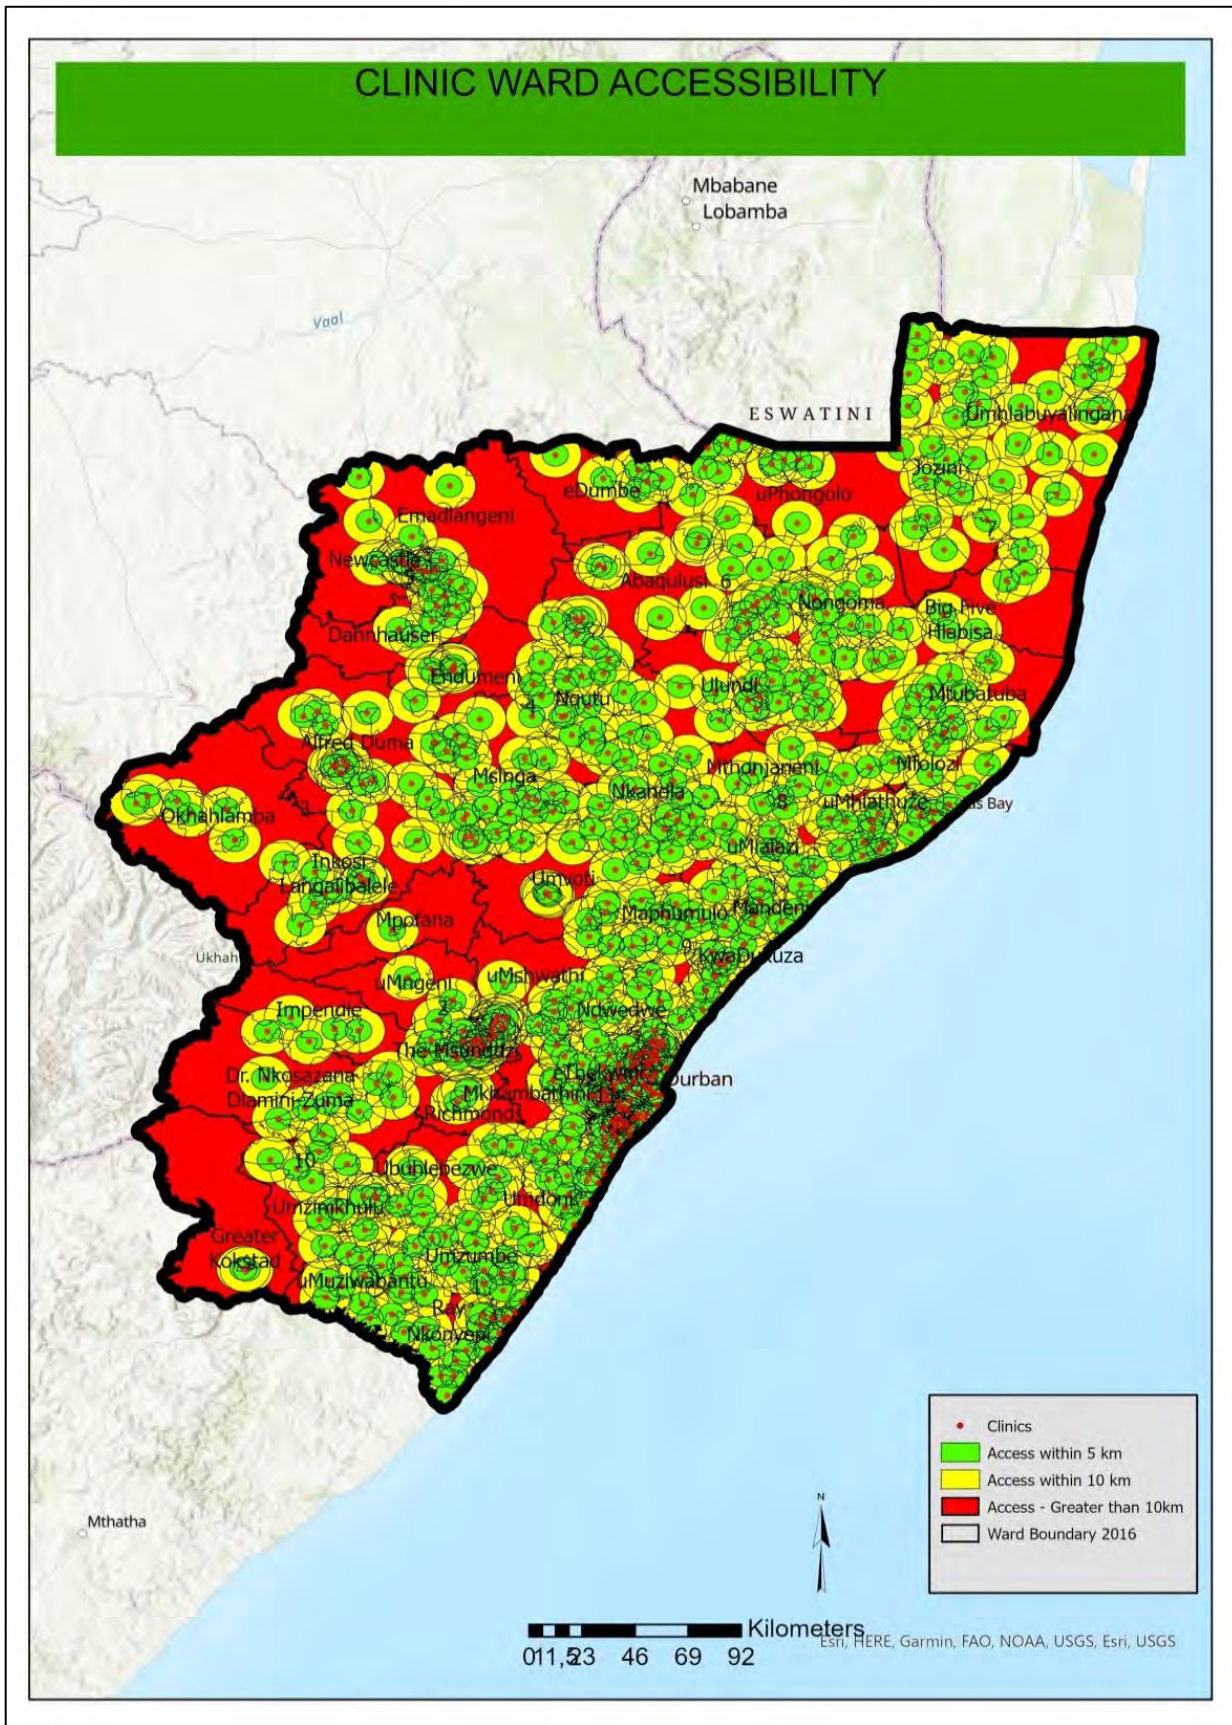 CLINIC WARD ACCESSIBILITY
Mbabane
Lobamba
Vaal
ESWATINI
Umhlabuyalingana
Jozini
eDumbe
uPhongolo
Emadlangeni
Newcastle
Abaqulusi 6
Nongoma
Big Five
Hlabisa
Dannhauser
Endumeni
Nqutu
4
Ulundi
Mtubatuba
Alfred Duma
Msinga
Mthonjaneni
Mfolozi
Nkandla
8
uMhlathuze
Okhahlamba
3
uMlalazi
Inkosi
Langalibalele
Umvoti
Mpofana
Maphumulo
Mandeni
9
KwaDukuza
Ukhah
uMngeni
uMshwathi
2
Impendle
Ndwedwe
The Msunduzi
Dr. Nkosazana
Dlamini-Zuma
eThekwini
Durban
Mkhambathini
11
Richmond
10
Ubuhlebezwe
Umzimkhulu
Umdoni
Greater
Kokstad
Umzumbe
uMuziwabantu
1
Ray
Nkonyeni
Mthatha
Clinics
Access within 5 km
Access within 10 km
Access - Greater than 10km
Ward Boundary 2016
N
Kilometers
46 69 92
Esri, HERE, Garmin, FAO, NOAA, USGS, Esri, USGS